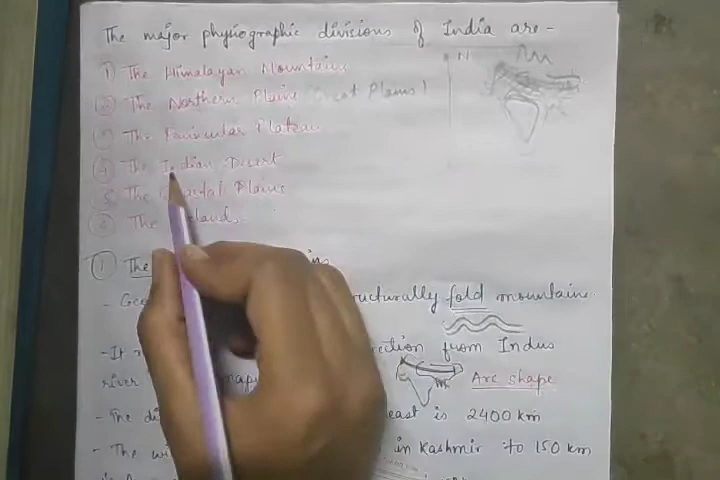 The major physiographic divisions of India are-
① The Himalayan Mountains
N
② The Northern Plains (Great Plains)
③ The Peninsular Plateau
④ The Indian Desert
⑤ The Coastal Plains
⑥ The
① The
structurally fold mountains
- It direction from Indus
river Arc shape
- The east is 2400 km
- The in Kashmir to 150 km